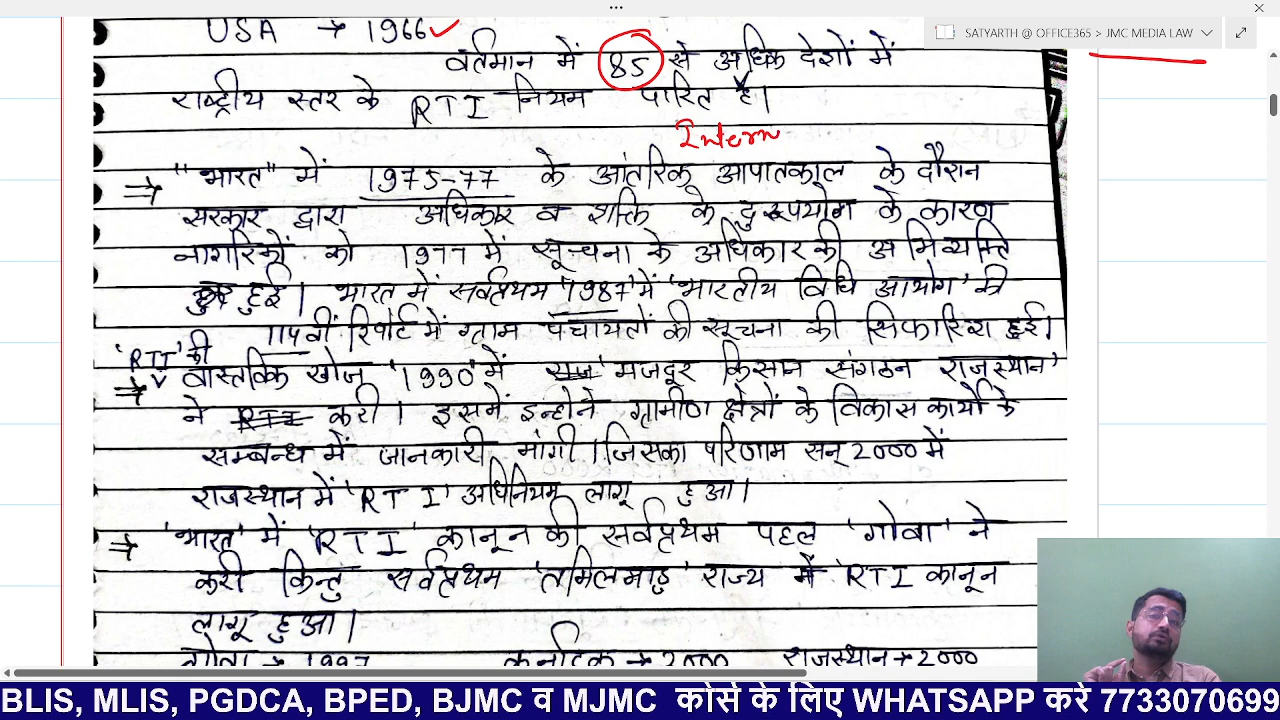 USA → 1966 ✓
SATYARTH @ OFFICE365 > JMC MEDIA LAW
वर्तमान में 85 से अधिक देशों में
राष्ट्रीय स्तर के RTI नियम पारित है।
Intern
⇒ "भारत" में 1975-77 के आंतरिक आपातकाल के दौरान
सरकार द्वारा अधिकार व शक्ति के दुरूपयोग के कारण
नागरिकों को 1977 में सूचना के अधिकार की अभिव्यक्ति
हुई। भारत में सर्वप्रथम '1987' में 'भारतीय विधि आयोग' की
114वीं रिपोर्ट में ग्राम पंचायतों की सूचना की सिफारिश हुई।
'RTI' की
⇒ वास्तविक खोज '1990' में मजदूर किसान संगठन राजस्थान'
ने RTI करी। इसमें इन्होने ग्रामीण क्षेत्रों के विकास कार्यो के
सम्बन्ध में जानकारी मांगी। जिसका परिणाम सन् 2000 में
राजस्थान में 'RTI' अधिनियम लागू हुआ।
⇒ 'भारत' में 'RTI' कानून की सर्वप्रथम पहल 'गोवा' ने
करी किन्तु सर्वप्रथम 'तमिलनाडु' राज्य में 'RTI कानून
लागू हुआ।
गोवा → 1997 कर्नाटक → 2000 राजस्थान → 2000
BLIS, MLIS, PGDCA, BPED, BJMC व MJMC कोर्स के लिए WHATSAPP करे 7733070699